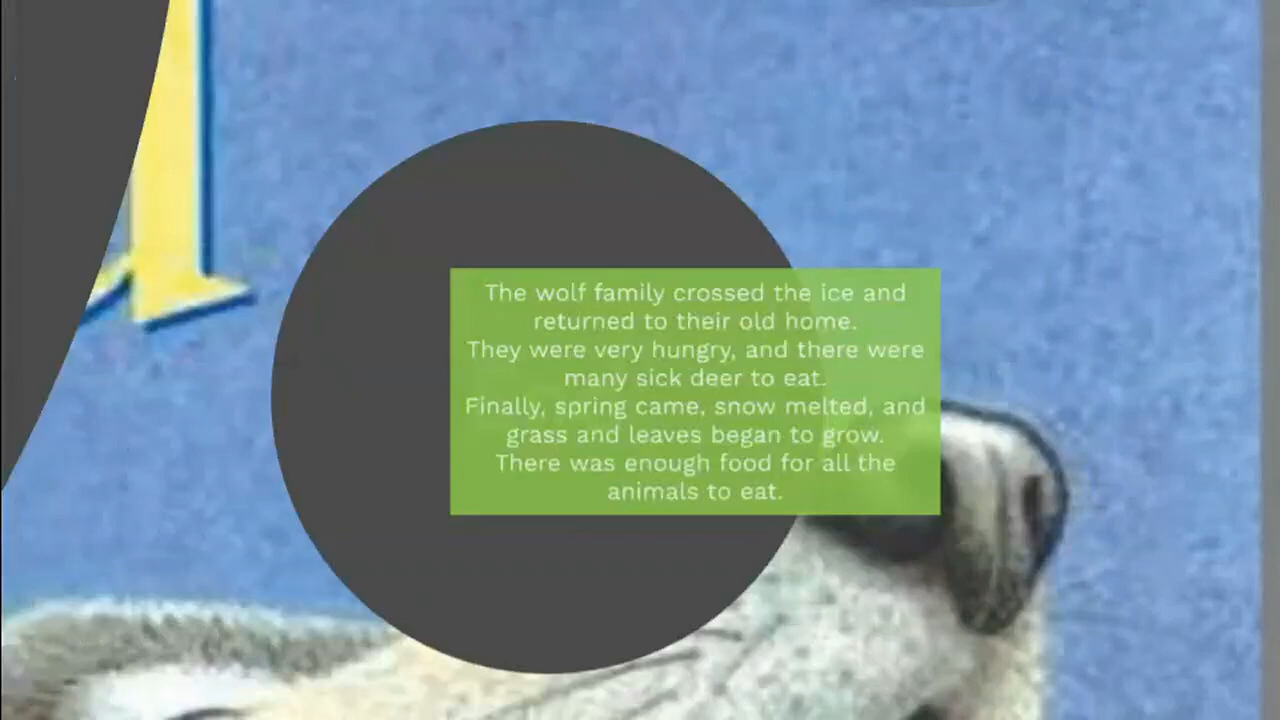 The wolf family crossed the ice and
returned to their old home.
They were very hungry, and there were
many sick deer to eat.
Finally, spring came, snow melted, and
grass and leaves began to grow.
There was enough food for all the
animals to eat.